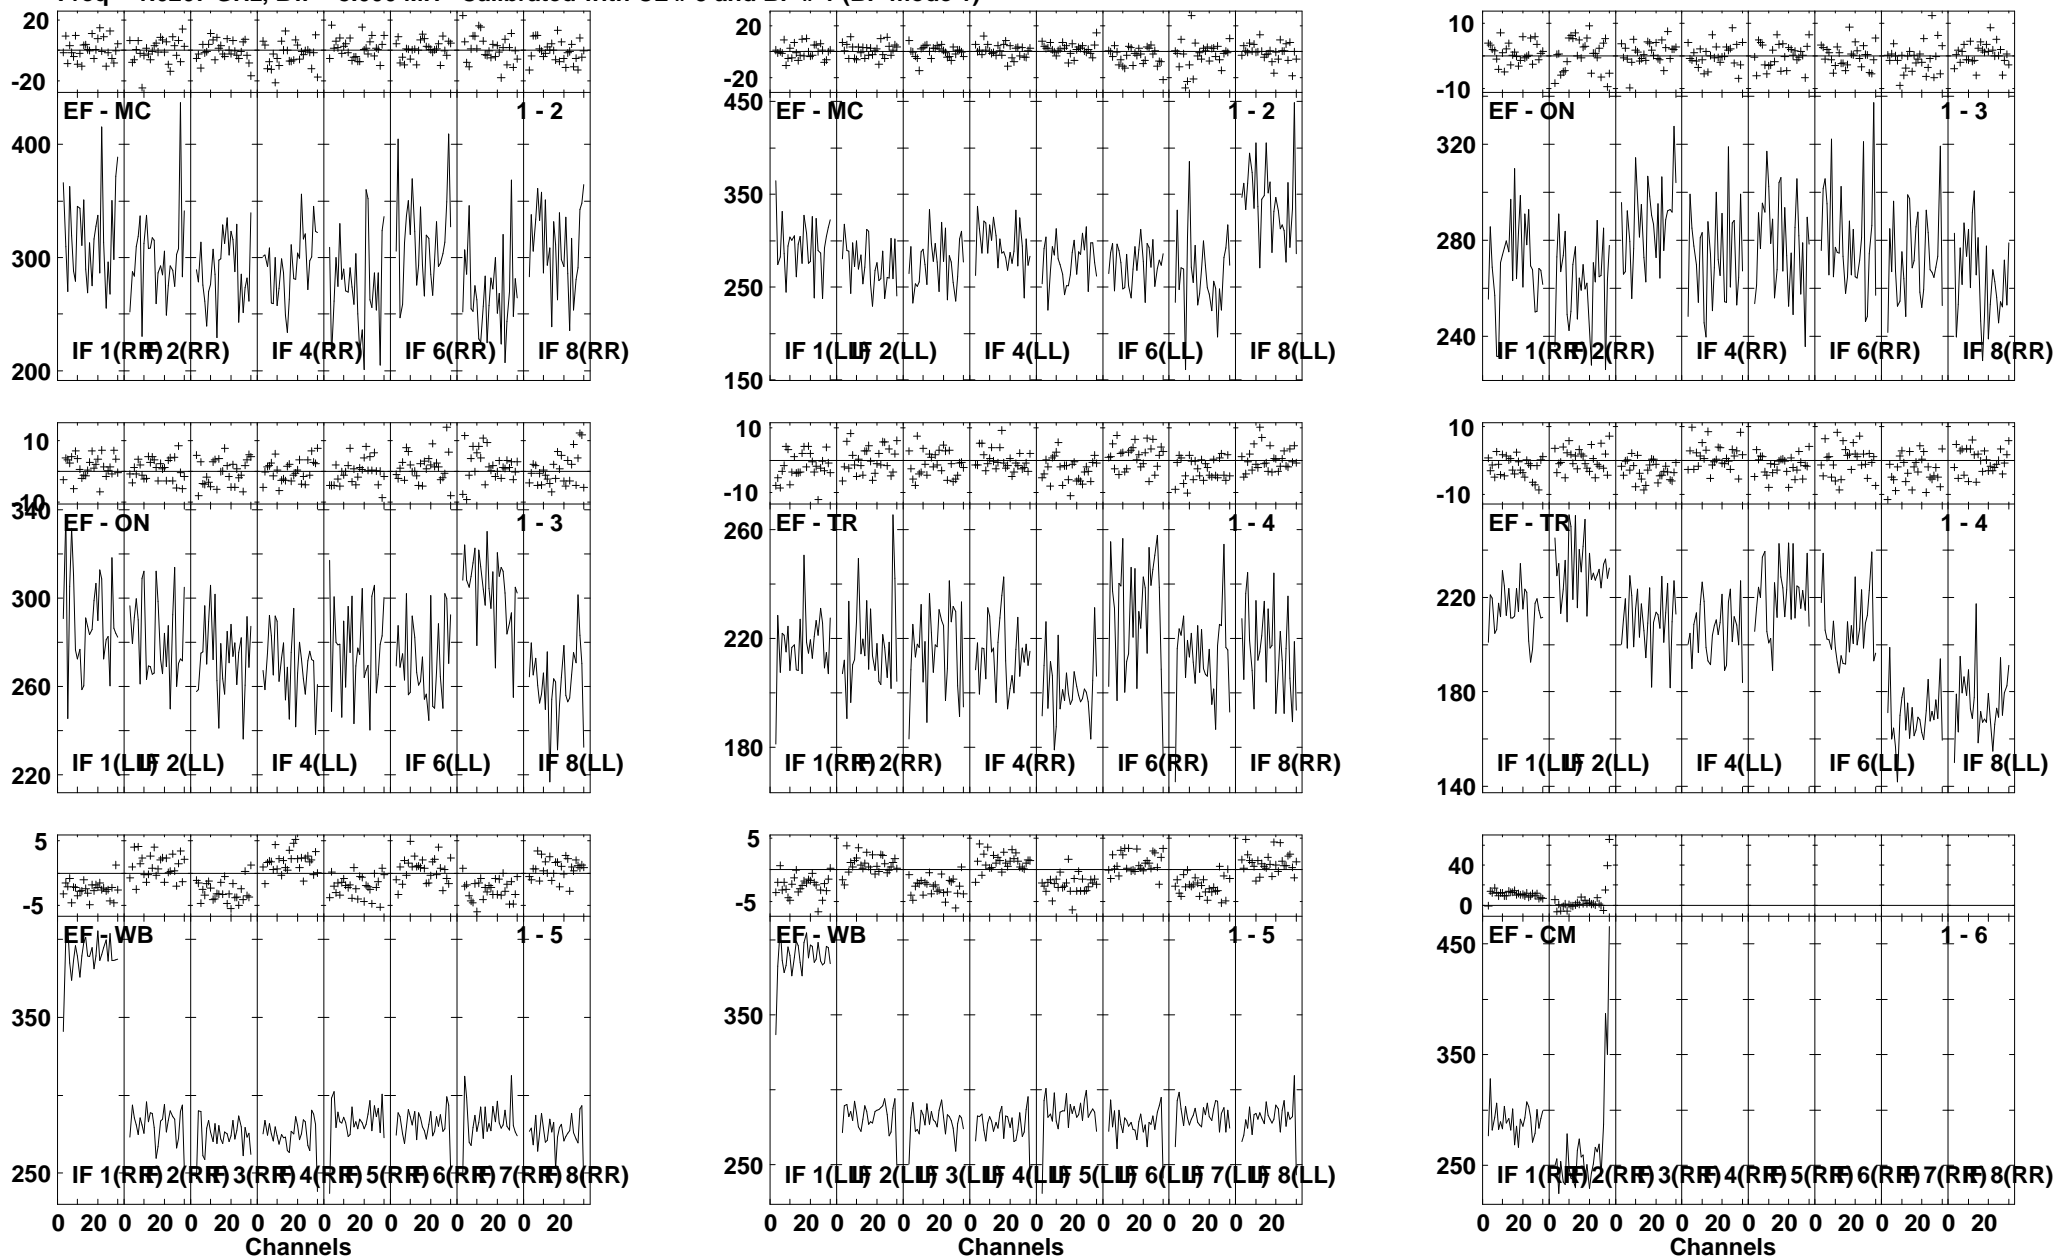 20
0
-20
EF - MC 1 - 2
400
300
200
IF 1(RR) IF 2(RR) IF 4(RR) IF 6(RR) IF 8(RR)
20
0
-20
450
EF - MC 1 - 2
350
250
150
IF 1(LL) IF 2(LL) IF 4(LL) IF 6(LL) IF 8(LL)
10
0
-10
EF - ON 1 - 3
320
280
240
IF 1(RR) IF 2(RR) IF 4(RR) IF 6(RR) IF 8(RR)
10
0
-10
340
EF - ON 1 - 3
300
260
220
IF 1(LL) IF 2(LL) IF 4(LL) IF 6(LL) IF 8(LL)
10
0
-10
EF - TR 1 - 4
260
220
180
IF 1(RR) IF 2(RR) IF 4(RR) IF 6(RR) IF 8(RR)
10
0
-10
EF - TR 1 - 4
220
180
140
IF 1(LL) IF 2(LL) IF 4(LL) IF 6(LL) IF 8(LL)
5
0
-5
EF - WB 1 - 5
350
250
IF 1(RR) IF 2(RR) IF 3(RR) IF 4(RR) IF 5(RR) IF 6(RR) IF 7(RR) IF 8(RR)
0 20 0 20 0 20 0 20 0 20 0 20 0 20 0 20
Channels
5
0
-5
EF - WB 1 - 5
350
250
IF 1(LL) IF 2(LL) IF 3(LL) IF 4(LL) IF 5(LL) IF 6(LL) IF 7(LL) IF 8(LL)
0 20 0 20 0 20 0 20 0 20 0 20 0 20 0 20
Channels
40
0
EF - CM 1 - 6
450
350
250
IF 1(RR) IF 2(RR) IF 3(RR) IF 4(RR) IF 5(RR) IF 6(RR) IF 7(RR) IF 8(RR)
0 20 0 20 0 20 0 20 0 20 0 20 0 20 0 20
Channels